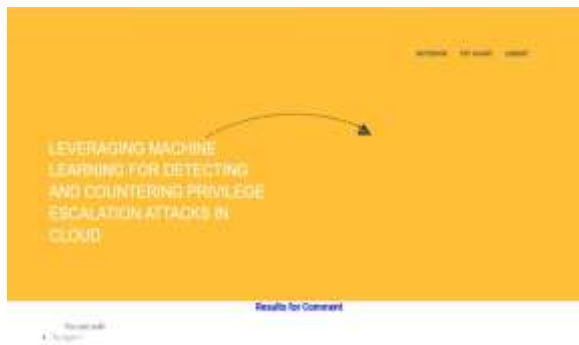 LEVERAGING MACHINE
LEARNING FOR DETECTING
AND COUNTERING PRIVILEGE
ESCALATION ATTACKS IN
CLOUD
Results for Comment